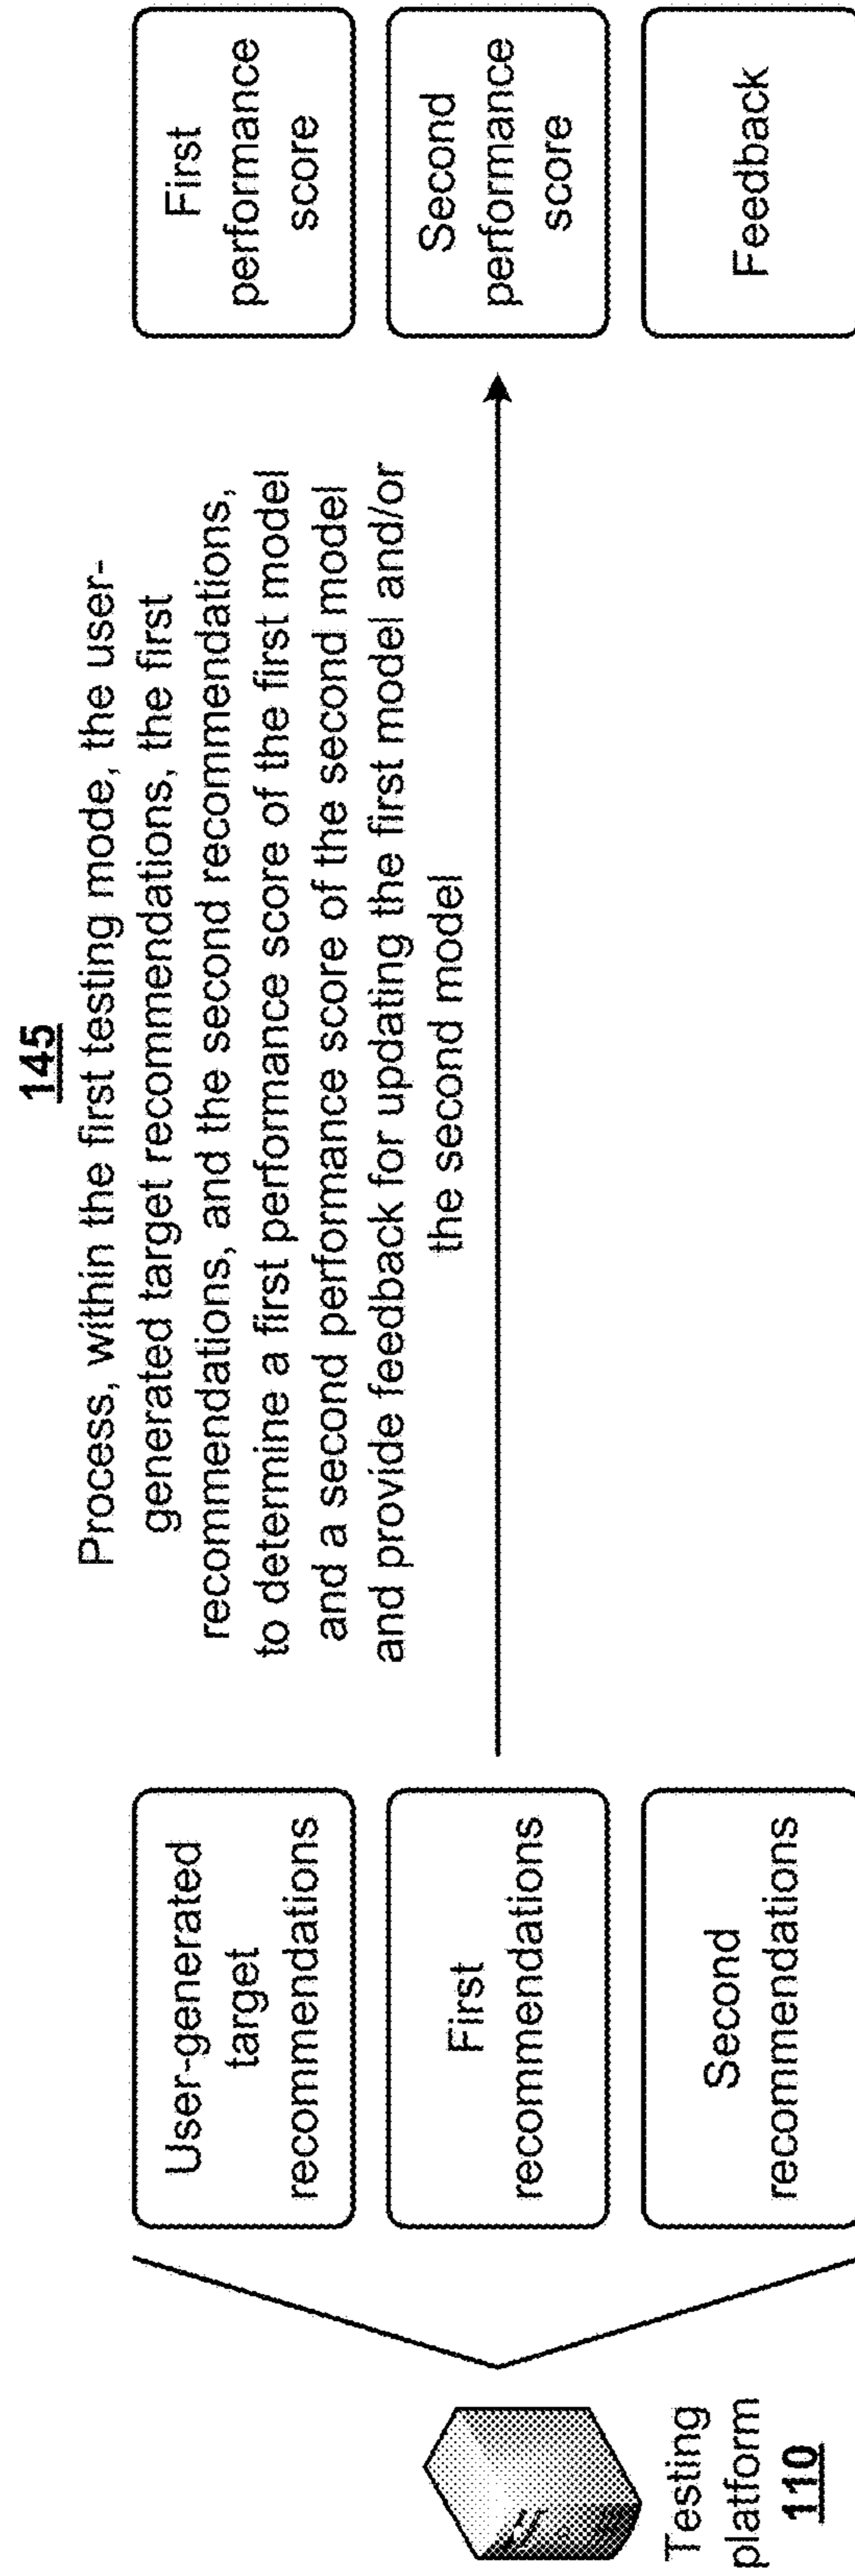 145
Process, within the first testing mode, the user-
generated target recommendations, the first
recommendations, and the second recommendations,
to determine a first performance score of the first model
and a second performance score of the second model
and provide feedback for updating the first model and/or
the second model
Testing
platform
110
User-generated
target
recommendations
First
recommendations
Second
recommendations
First
performance
score
Second
performance
score
Feedback